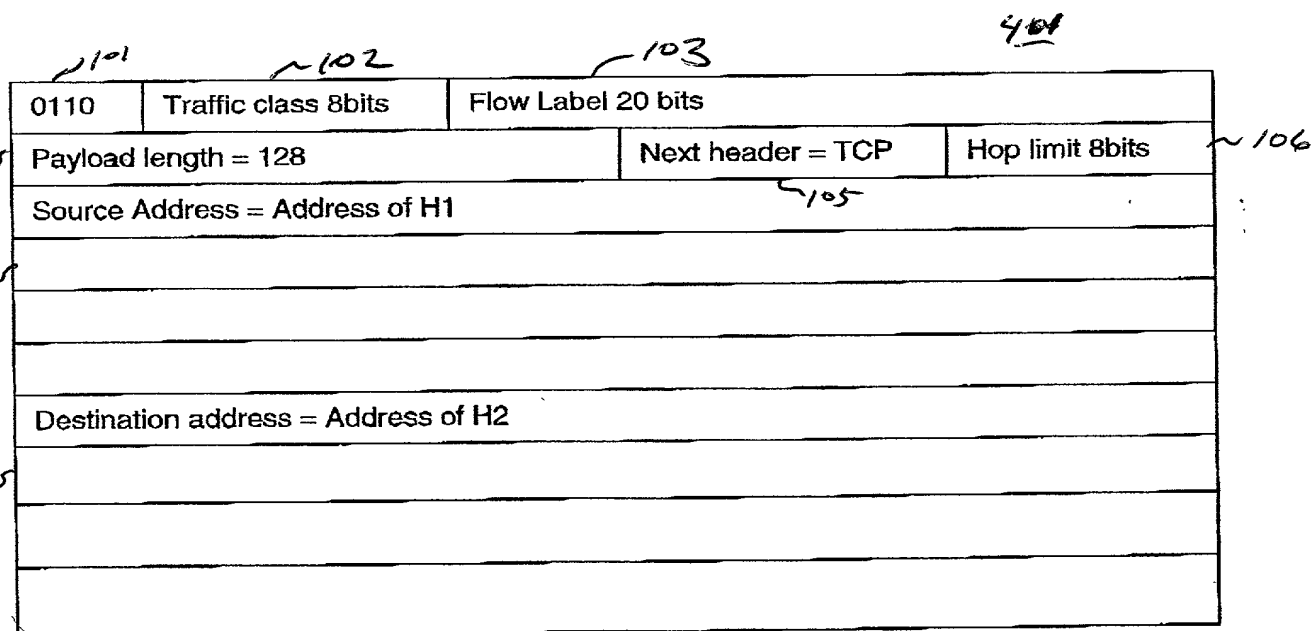 101 102 103
0110 Traffic class 8bits Flow Label 20 bits
Payload length = 128 Next header = TCP Hop limit 8bits 106
105
Source Address = Address of H1
Destination address = Address of H2